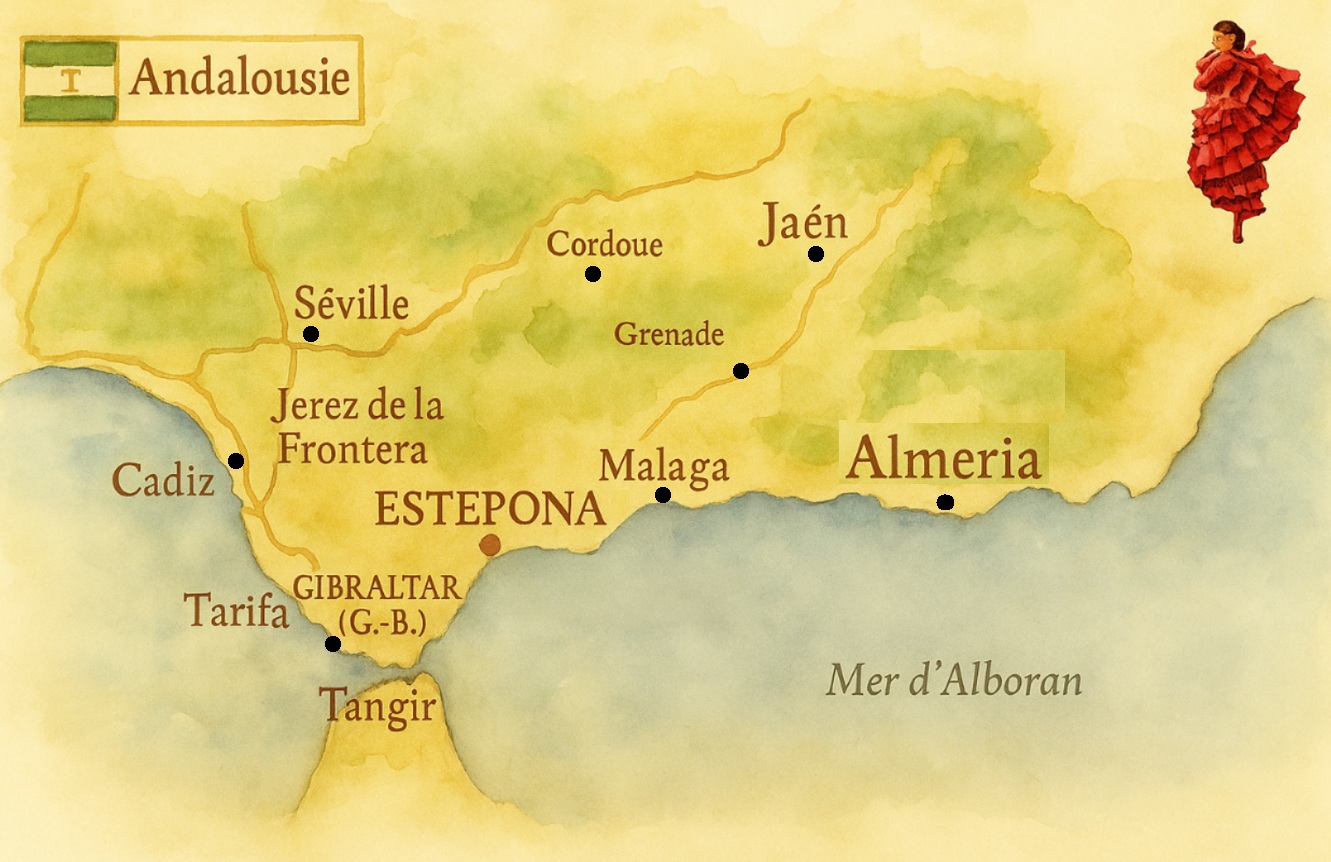 Andalousie
Jaén
Cordoue
Séville
Grenade
Jerez de la
Frontera
Almeria
Malaga
Cadiz
ESTEPONA
GIBRALTAR
(G.-B.)
Tarifa
Mer d'Alboran
Tangir